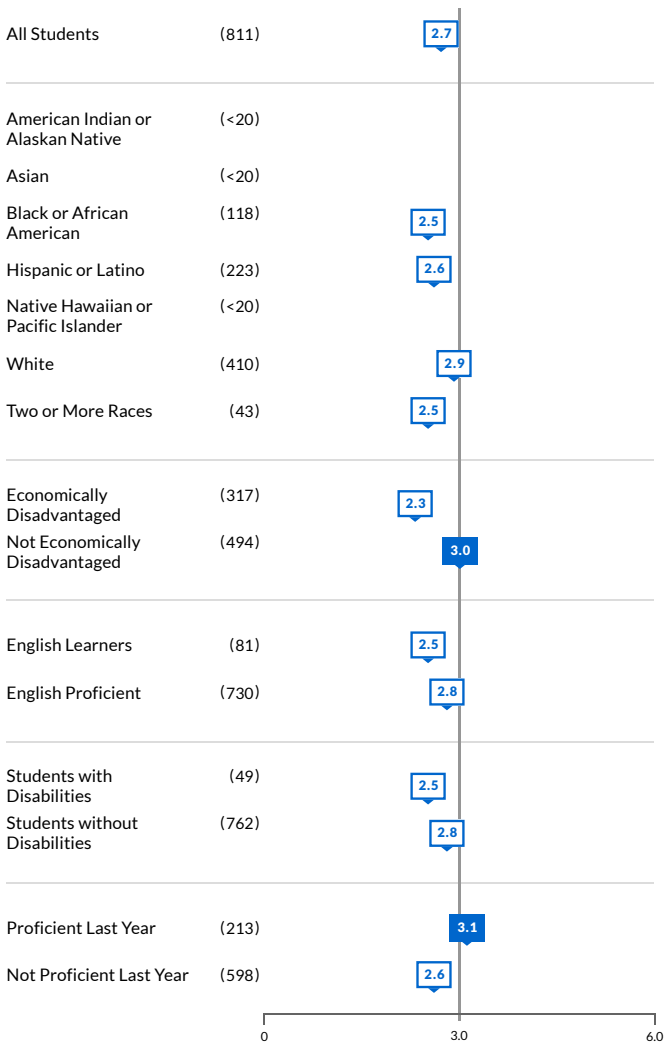 All Students (811) 2.7
American Indian or (<20)
Alaskan Native
Asian (<20)
Black or African (118) 2.5
American
Hispanic or Latino (223) 2.6
Native Hawaiian or (<20)
Pacific Islander
White (410) 2.9
Two or More Races (43) 2.5
Economically (317) 2.3
Disadvantaged
Not Economically (494) 3.0
Disadvantaged
English Learners (81) 2.5
English Proficient (730) 2.8
Students with (49) 2.5
Disabilities
Students without (762) 2.8
Disabilities
Proficient Last Year (213) 3.1
Not Proficient Last Year (598) 2.6
0 3.0 6.0